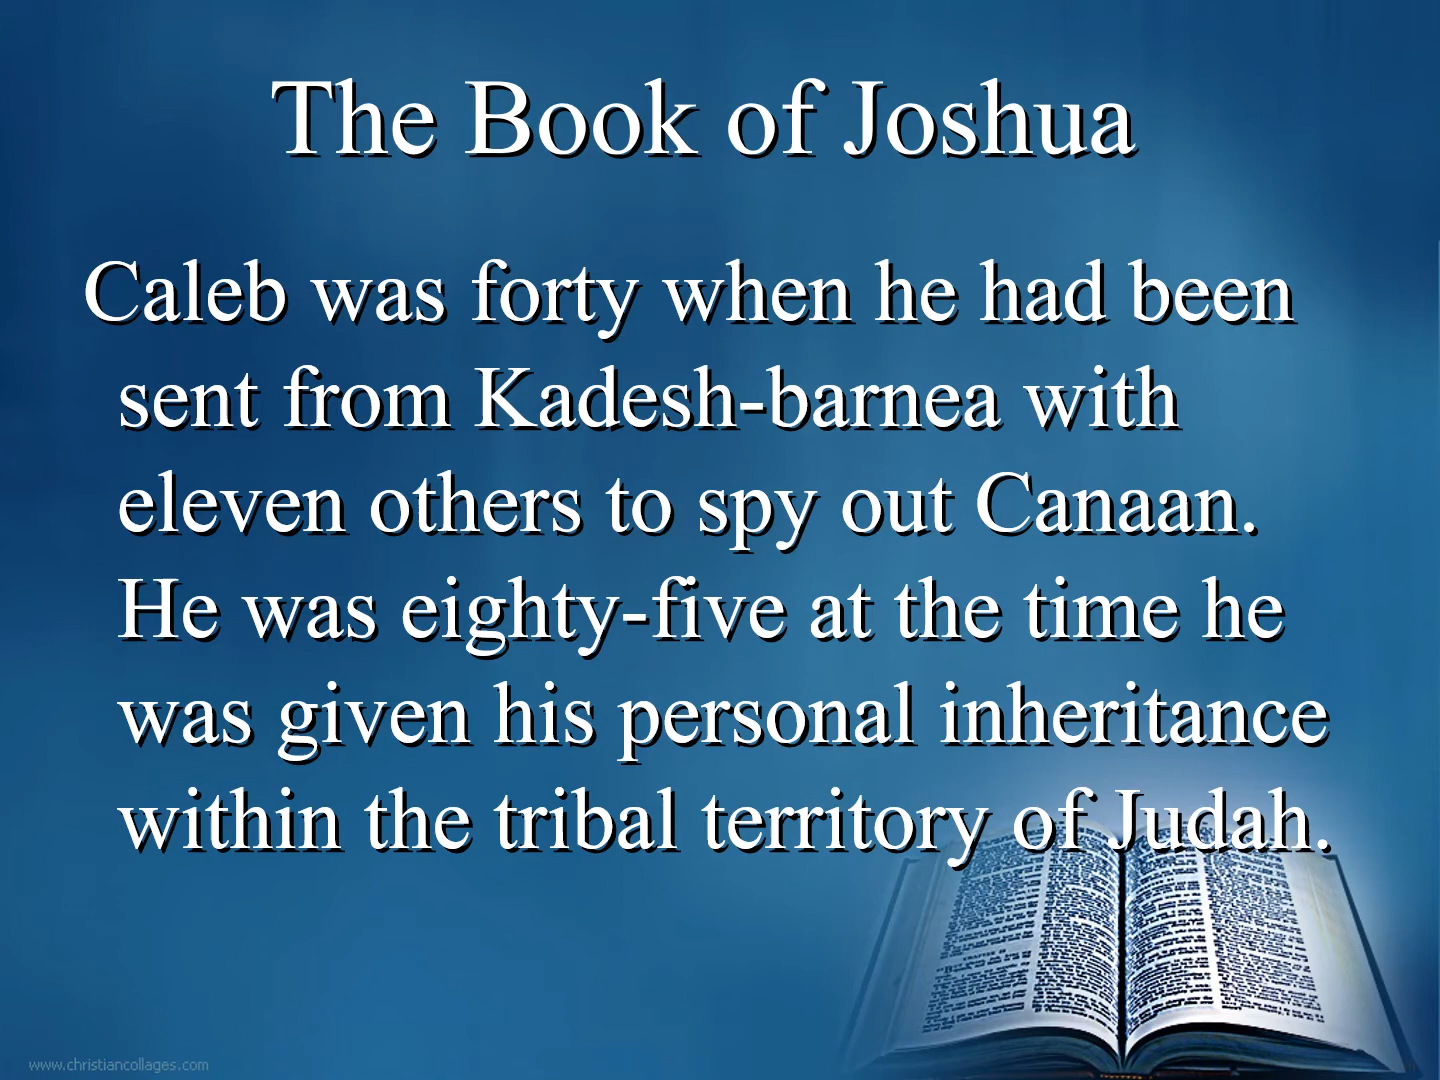 The Book of Joshua
Caleb was forty when he had been
sent from Kadesh-barnea with
eleven others to spy out Canaan.
He was eighty-five at the time he
was given his personal inheritance
within the tribal territory of Judah.
www.christiancollages.com